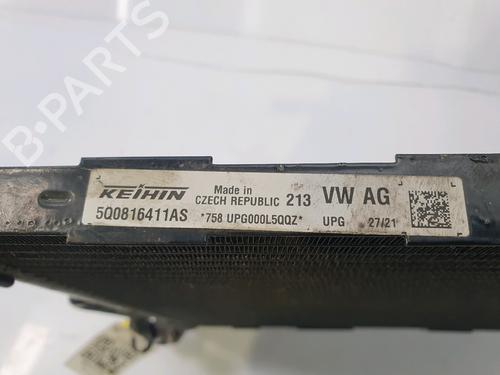 B-PARTS
KEIHIN
Made in
CZECH REPUBLIC 213 VW AG
5Q0816411AS
*758 UPG000L5QQZ* UPG 27/21